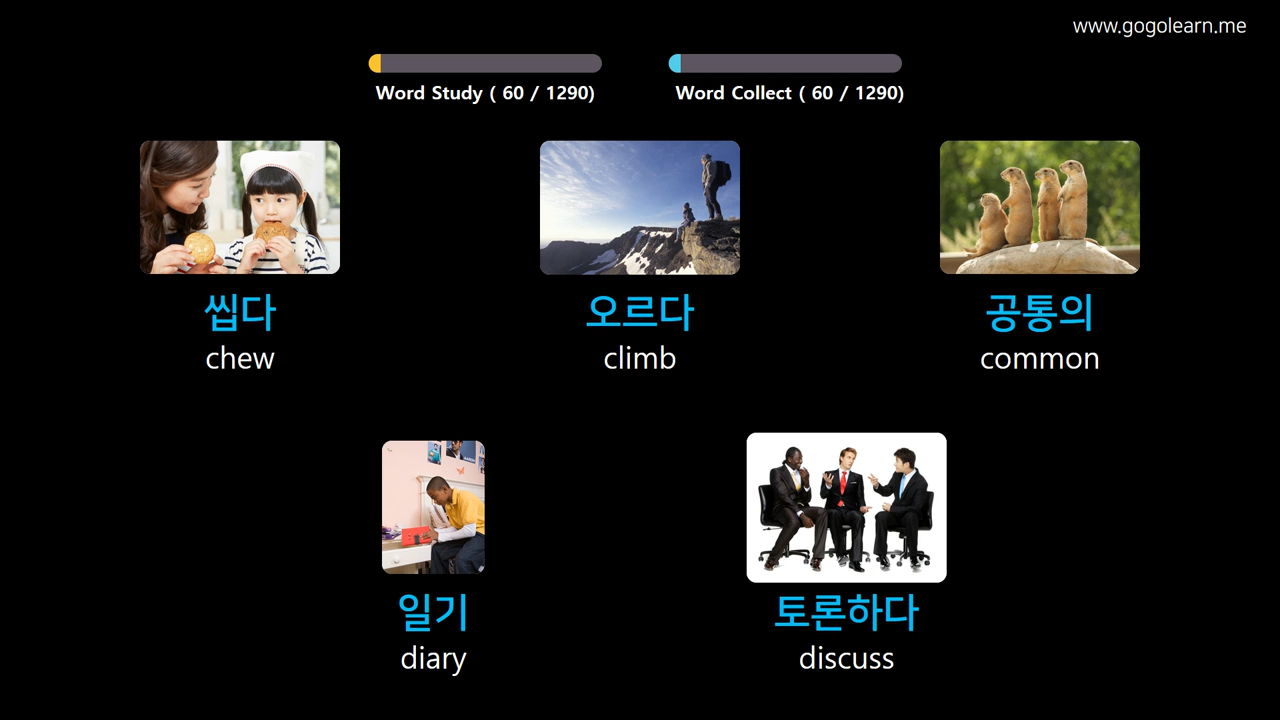 www.gogolearn.me
Word Study ( 60 / 1290)
Word Collect ( 60 / 1290)
씹다
chew
오르다
climb
공통의
common
일기
diary
토론하다
discuss